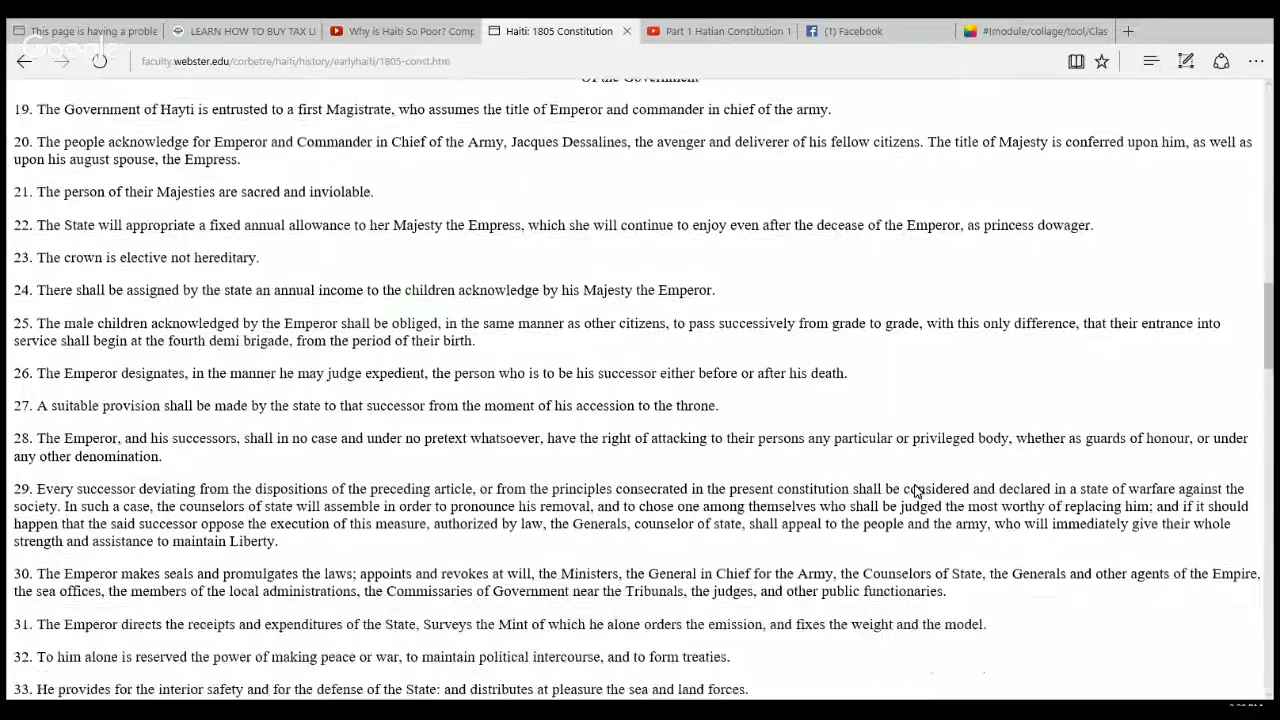 This page is having a proble
LEARN HOW TO BUY TAX LI
Why is Haiti So Poor? Comp
Haiti: 1805 Constitution
Part 1 Hatian Constitution 1
(1) Facebook
#Imodule/collage/tool/Clas
Google
faculty.webster.edu/corbetre/haiti/history/earlyhaiti/1805-const.htm
Of the Government
19. The Government of Hayti is entrusted to a first Magistrate, who assumes the title of Emperor and commander in chief of the army.
20. The people acknowledge for Emperor and Commander in Chief of the Army, Jacques Dessalines, the avenger and deliverer of his fellow citizens. The title of Majesty is conferred upon him, as well as
upon his august spouse, the Empress.
21. The person of their Majesties are sacred and inviolable.
22. The State will appropriate a fixed annual allowance to her Majesty the Empress, which she will continue to enjoy even after the decease of the Emperor, as princess dowager.
23. The crown is elective not hereditary.
24. There shall be assigned by the state an annual income to the children acknowledge by his Majesty the Emperor.
25. The male children acknowledged by the Emperor shall be obliged, in the same manner as other citizens, to pass successively from grade to grade, with this only difference, that their entrance into
service shall begin at the fourth demi brigade, from the period of their birth.
26. The Emperor designates, in the manner he may judge expedient, the person who is to be his successor either before or after his death.
27. A suitable provision shall be made by the state to that successor from the moment of his accession to the throne.
28. The Emperor, and his successors, shall in no case and under no pretext whatsoever, have the right of attacking to their persons any particular or privileged body, whether as guards of honour, or under
any other denomination.
29. Every successor deviating from the dispositions of the preceding article, or from the principles consecrated in the present constitution shall be considered and declared in a state of warfare against the
society. In such a case, the counselors of state will assemble in order to pronounce his removal, and to chose one among themselves who shall be judged the most worthy of replacing him; and if it should
happen that the said successor oppose the execution of this measure, authorized by law, the Generals, counselor of state, shall appeal to the people and the army, who will immediately give their whole
strength and assistance to maintain Liberty.
30. The Emperor makes seals and promulgates the laws; appoints and revokes at will, the Ministers, the General in Chief for the Army, the Counselors of State, the Generals and other agents of the Empire,
the sea offices, the members of the local administrations, the Commissaries of Government near the Tribunals, the judges, and other public functionaries.
31. The Emperor directs the receipts and expenditures of the State, Surveys the Mint of which he alone orders the emission, and fixes the weight and the model.
32. To him alone is reserved the power of making peace or war, to maintain political intercourse, and to form treaties.
33. He provides for the interior safety and for the defense of the State: and distributes at pleasure the sea and land forces.